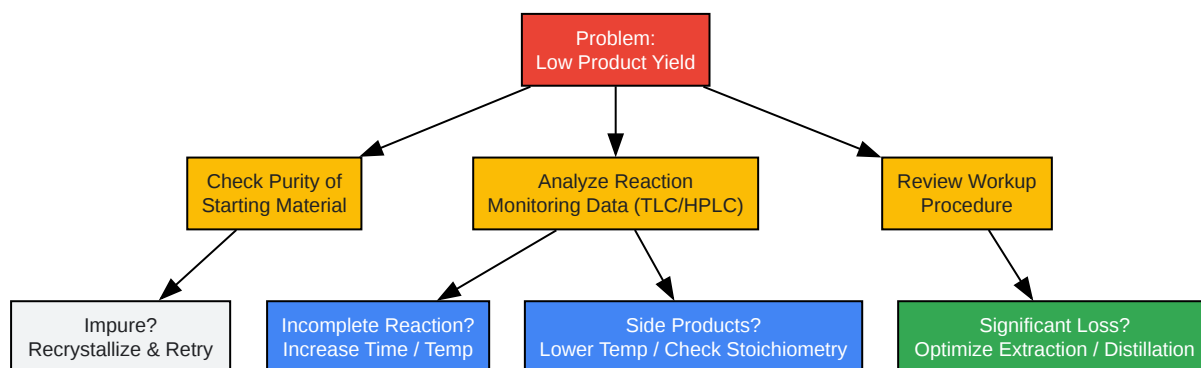 Problem:
Low Product Yield
Check Purity of
Starting Material
Analyze Reaction
Monitoring Data (TLC/HPLC)
Review Workup
Procedure
Impure?
Recrystallize & Retry
Incomplete Reaction?
Increase Time / Temp
Side Products?
Lower Temp / Check Stoichiometry
Significant Loss?
Optimize Extraction / Distillation